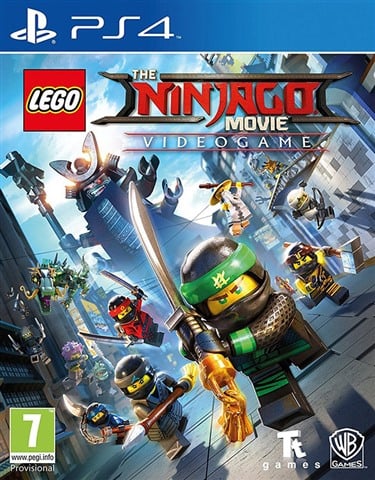 PS4
LEGO
THE
NINJAGO
MOVIE
VIDEOGAME
7
www.pegi.info
Provisional
Tt
games
WB
GAMES